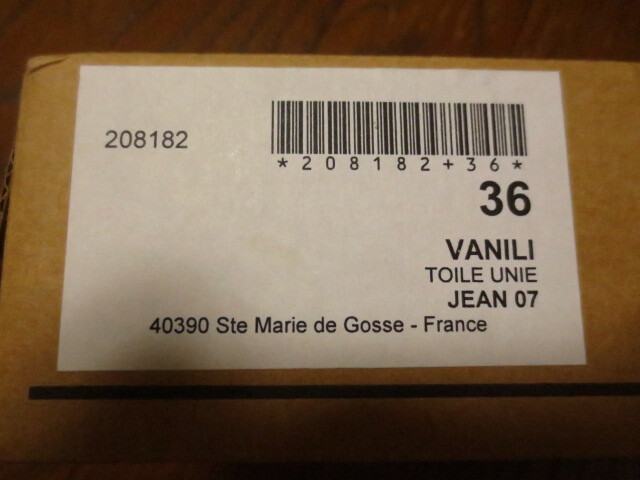 208182
*208182+36*
36
VANILI
TOILE UNIE
JEAN 07
40390 Ste Marie de Gosse - France